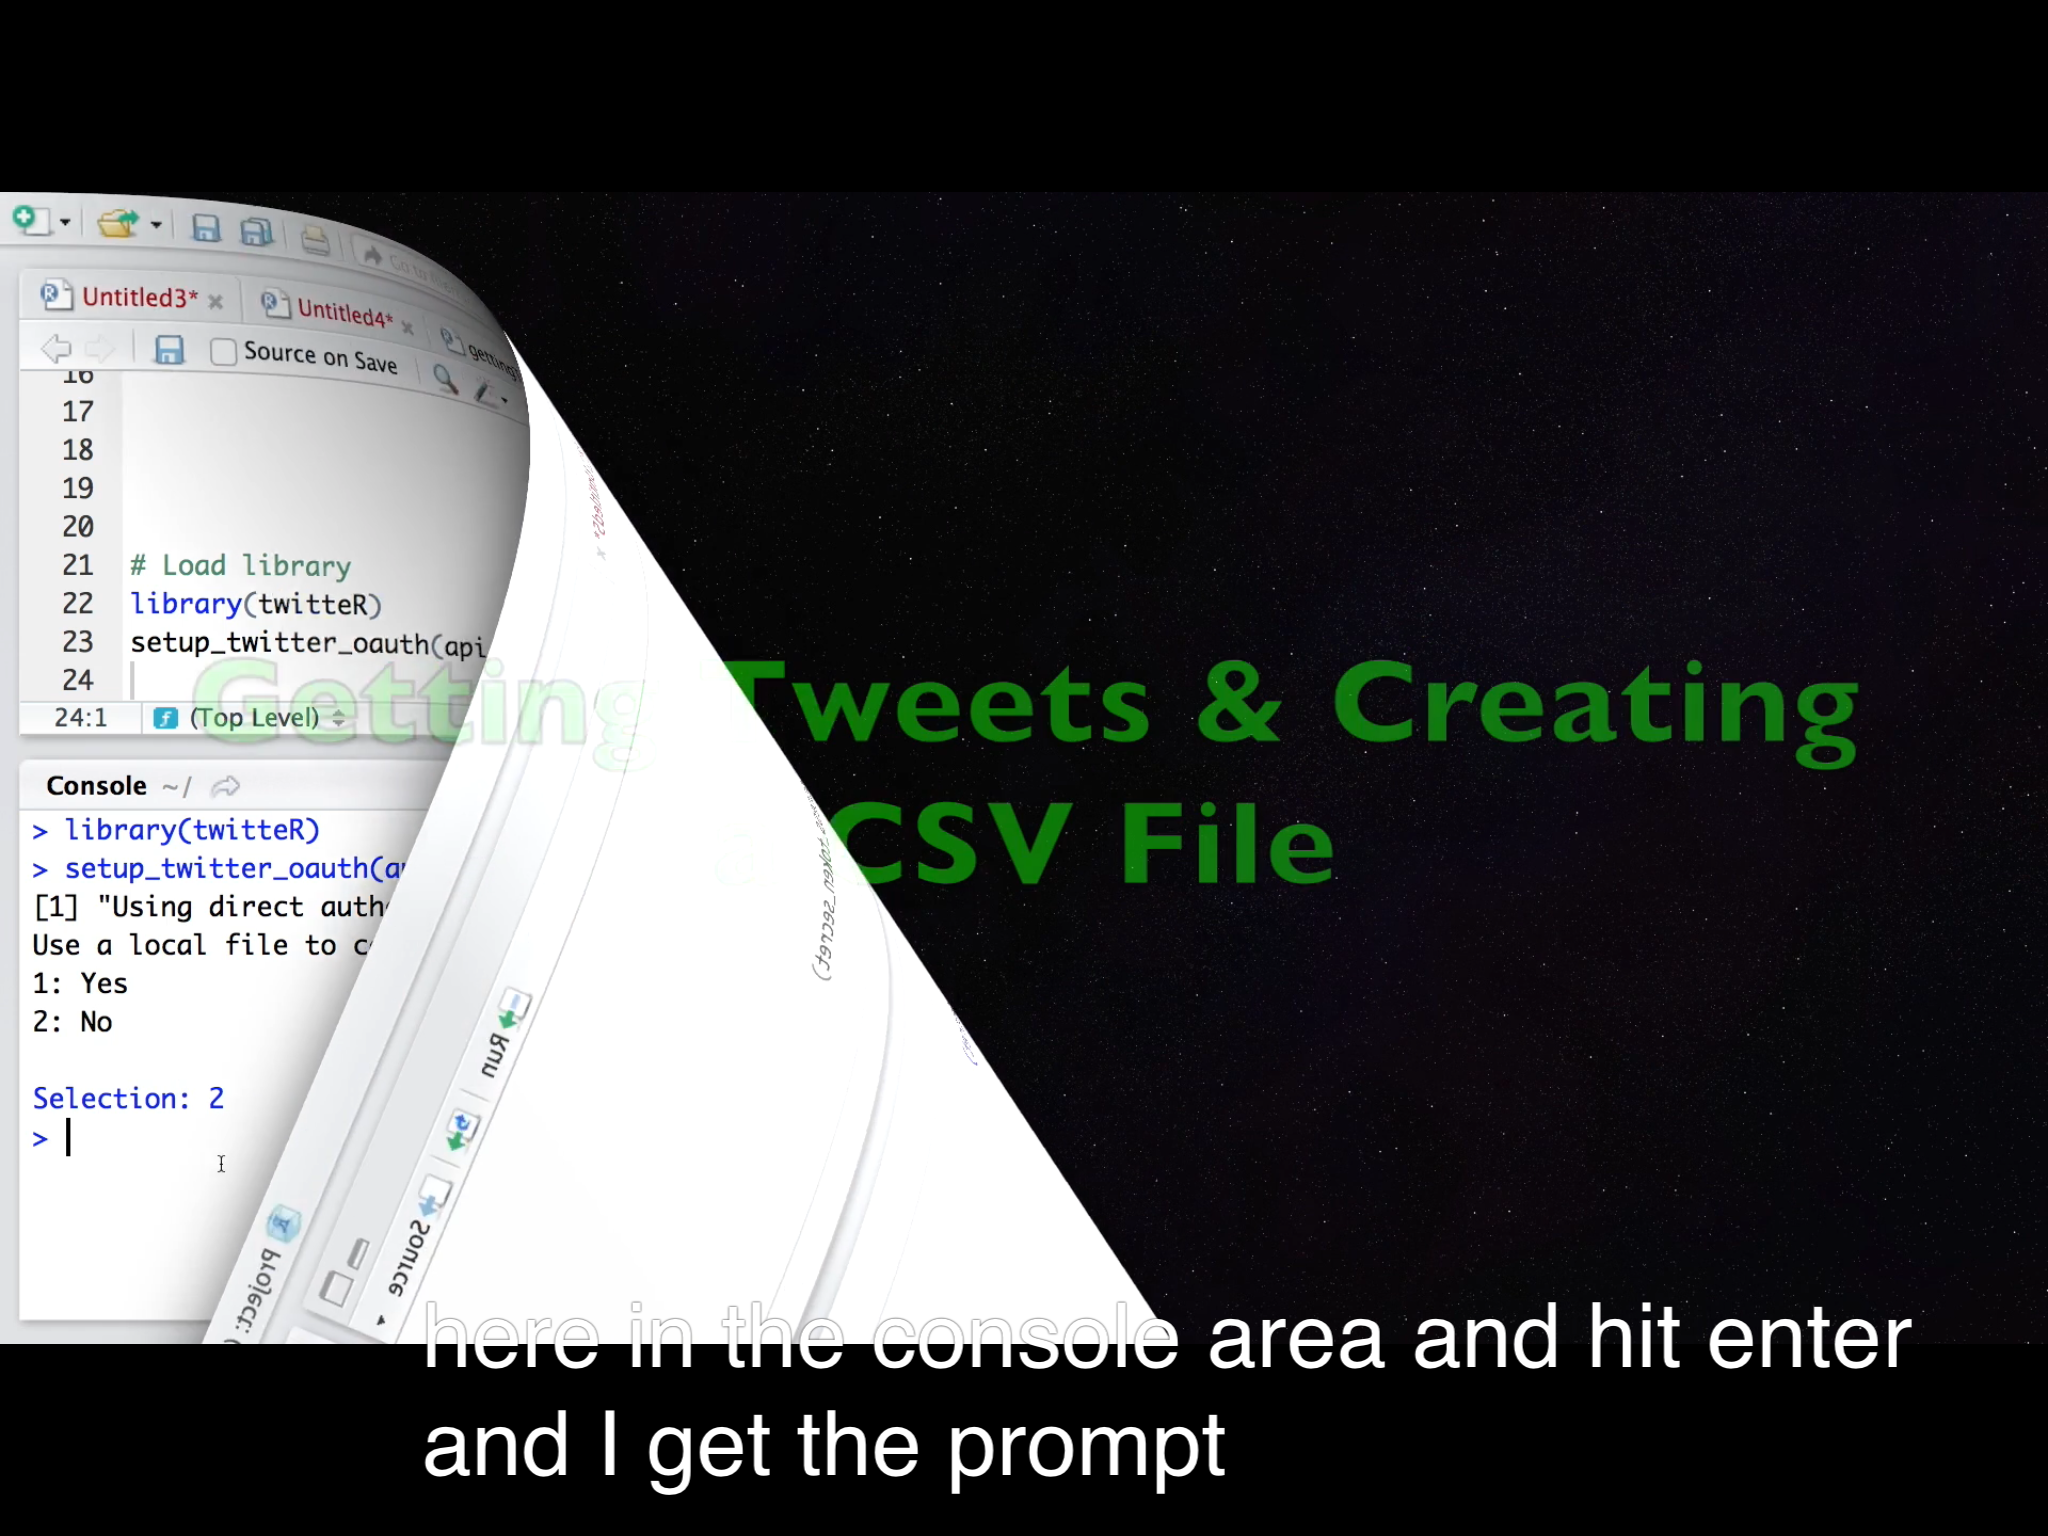 Untitled3*
Untitled4*
getting
Source on Save
16
17
18
19
20
21 # Load library
22 library(twitteR)
23 setup_twitter_oauth(api
24
24:1 (Top Level)
Getting Tweets & Creating
a CSV File
Console ~/
> library(twitteR)
> setup_twitter_oauth(a
[1] "Using direct auth
Use a local file to c
1: Yes
2: No
Selection: 2
>
Run
Source
Project:
here in the console area and hit enter
and I get the prompt